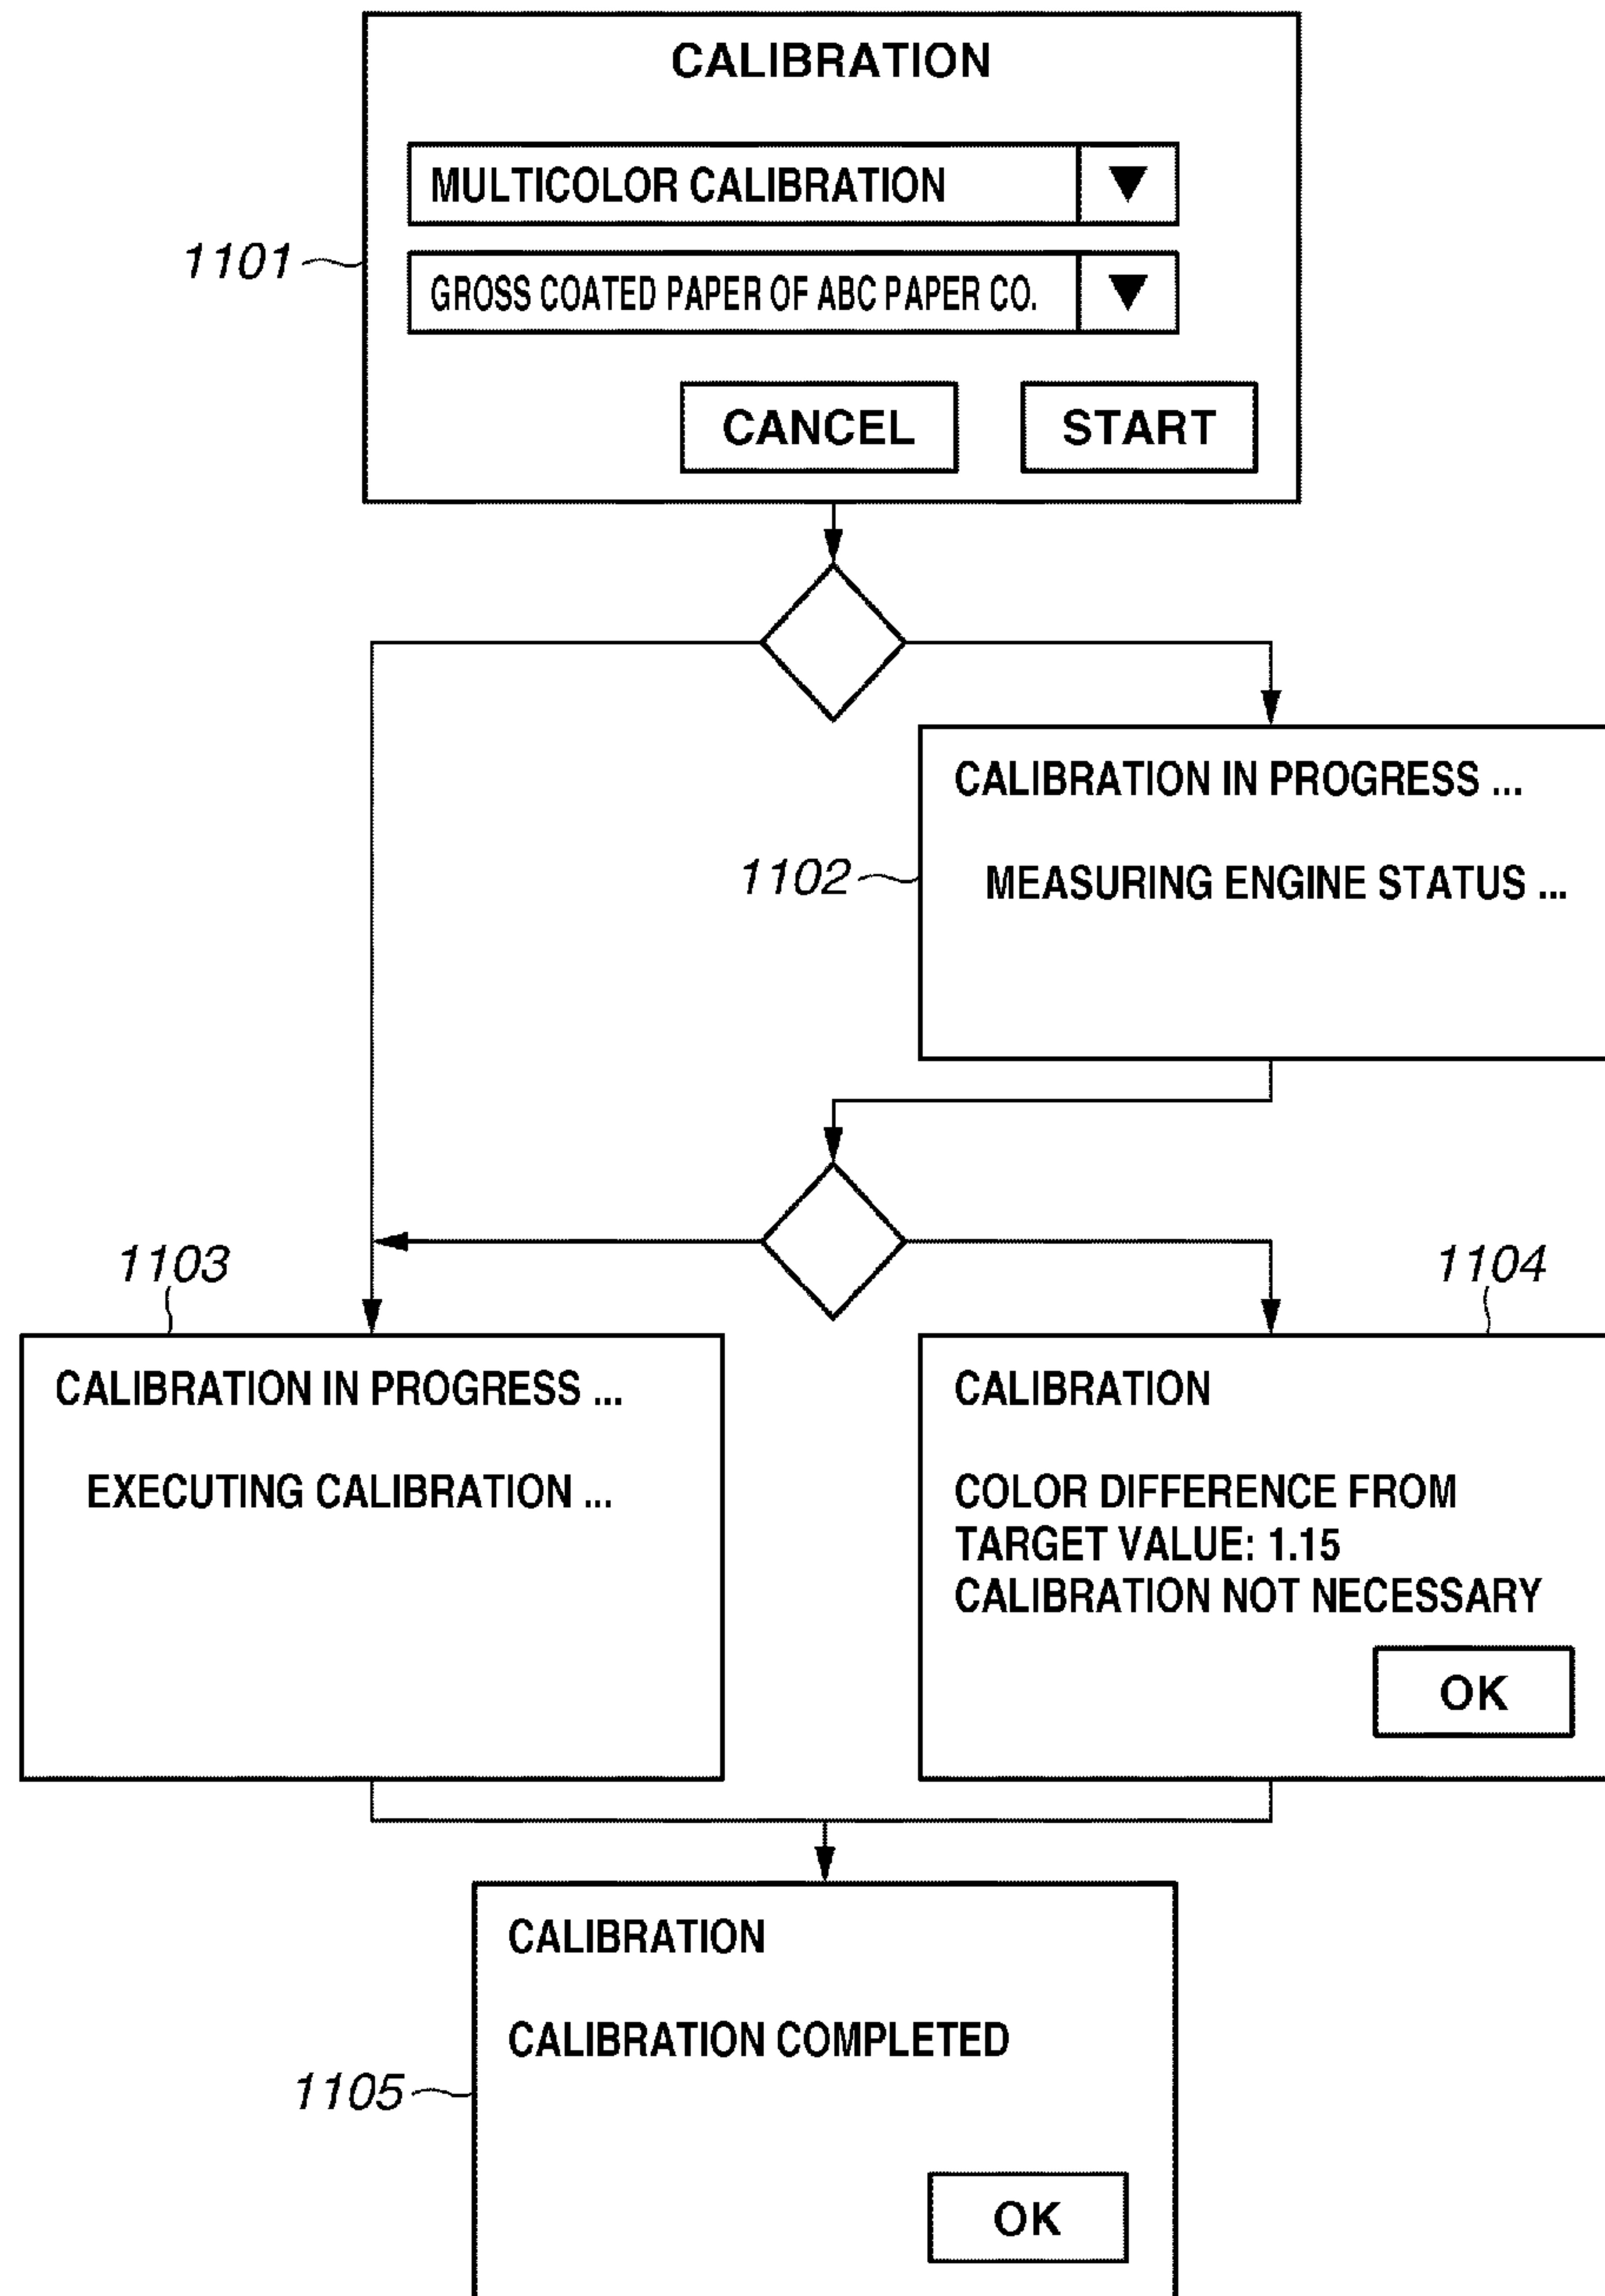 CALIBRATION
MULTICOLOR CALIBRATION ▼
1101
GROSS COATED PAPER OF ABC PAPER CO. ▼
CANCEL START
CALIBRATION IN PROGRESS ...
1102
MEASURING ENGINE STATUS ...
1103
1104
CALIBRATION IN PROGRESS ...
EXECUTING CALIBRATION ...
CALIBRATION
COLOR DIFFERENCE FROM
TARGET VALUE: 1.15
CALIBRATION NOT NECESSARY
OK
CALIBRATION
CALIBRATION COMPLETED
1105
OK